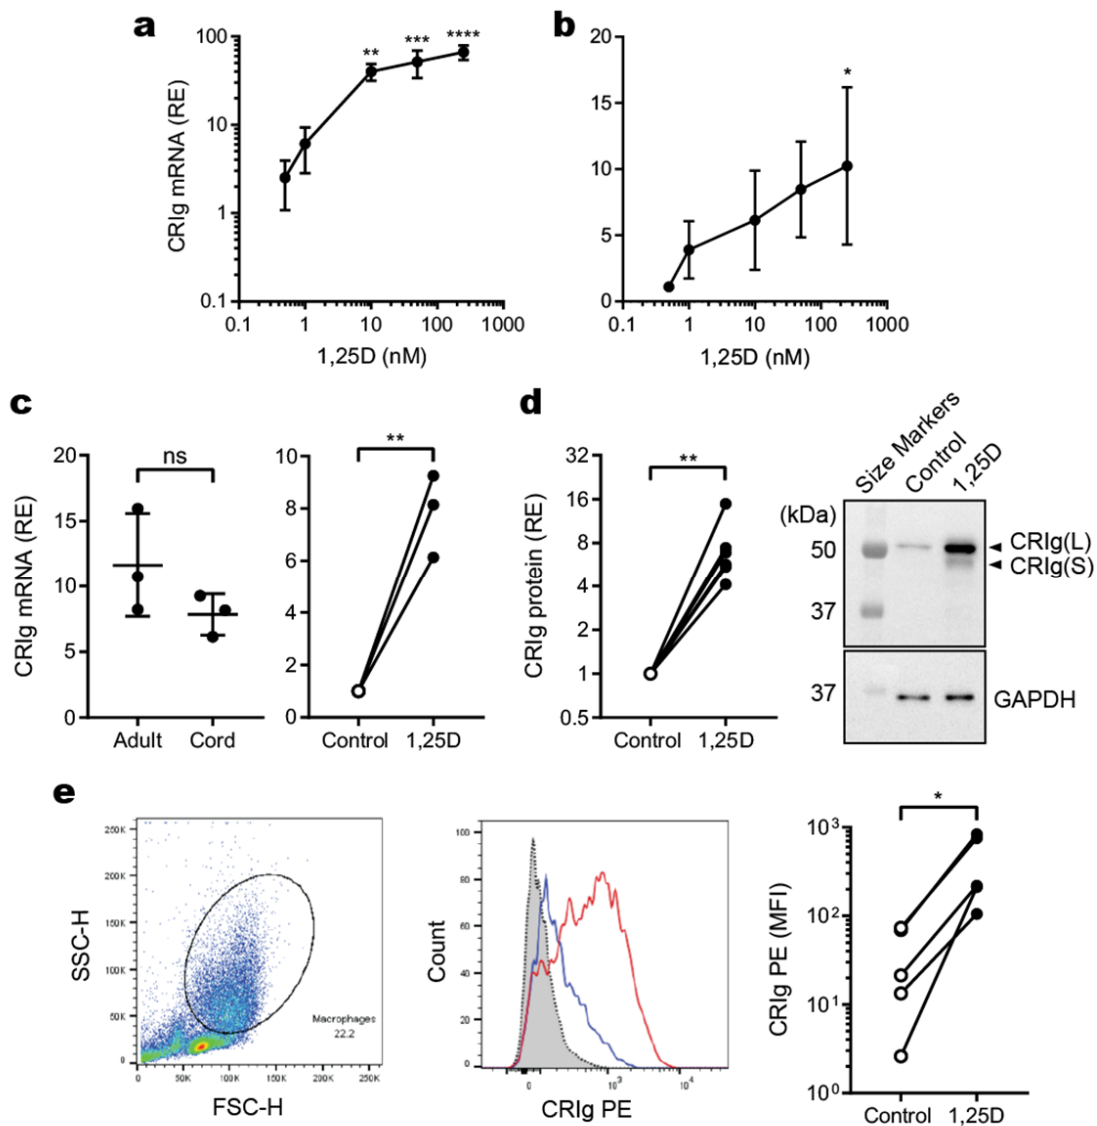 a
CRIg mRNA (RE)
100
10
1
0.1
** *** ****
0.1 1 10 100 1000
1,25D (nM)
b
20
15
10
5
0
*
0.1 1 10 100 1000
1,25D (nM)
c
CRIg mRNA (RE)
20
15
10
5
0
ns
Adult Cord
10
8
6
4
2
0
**
Control 1,25D
d
CRIg protein (RE)
32
16
8
4
2
1
0.5
**
Control 1,25D
Size Markers
Control
1,25D
(kDa)
50
37
CRIg(L)
CRIg(S)
37
GAPDH
e
SSC-H
250K
200K
150K
100K
50K
0
Macrophages
22.2
0 50K 100K 150K 200K 250K
FSC-H
Count
100
80
60
40
20
0
0 10³ 10⁴
CRIg PE
CRIg PE (MFI)
10³
10²
10¹
10⁰
*
Control 1,25D